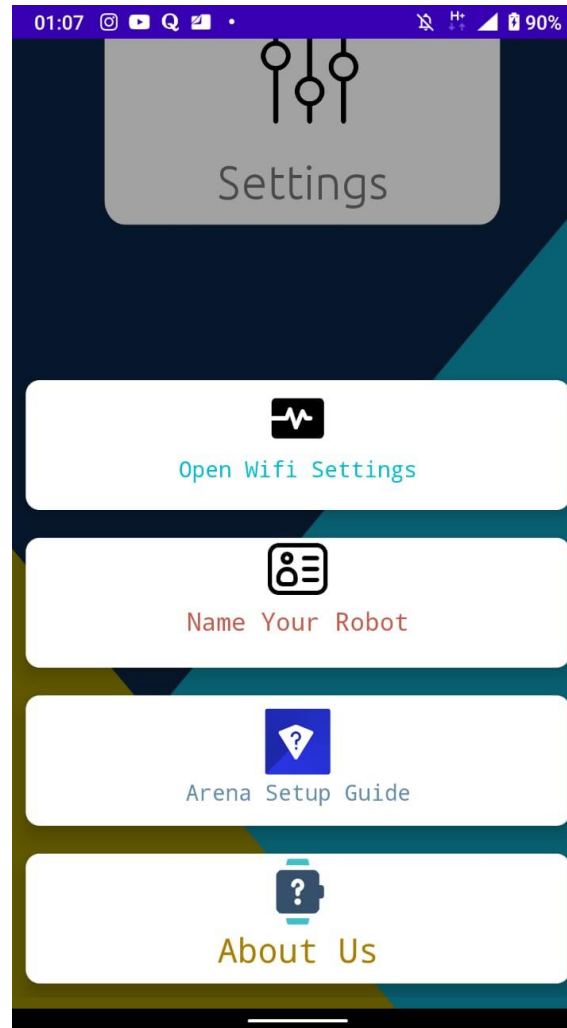 01:07 90%
H+
Settings
Open Wifi Settings
Name Your Robot
Arena Setup Guide
About Us